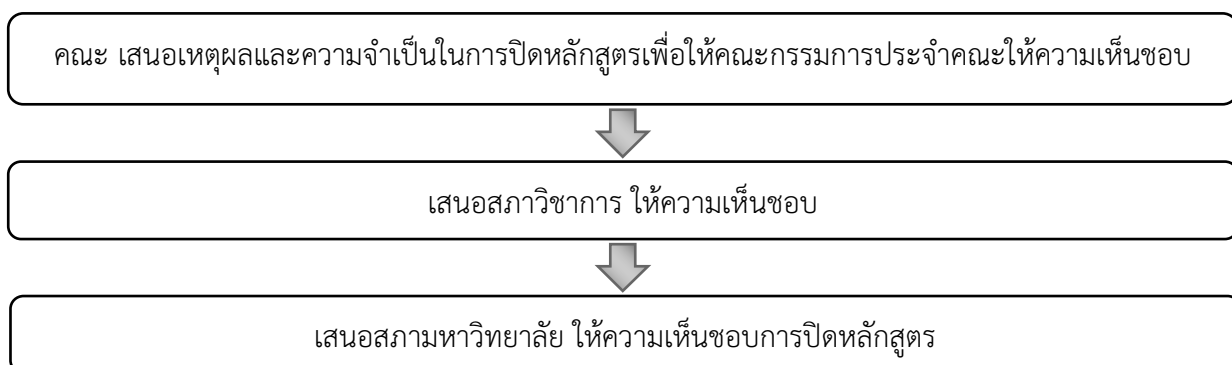 คณะ เสนอเหตุผลและความจำเป็นในการปิดหลักสูตรเพื่อให้คณะกรรมการประจำคณะให้ความเห็นชอบ
เสนอสภาวิชาการ ให้ความเห็นชอบ
เสนอสภามหาวิทยาลัย ให้ความเห็นชอบการปิดหลักสูตร